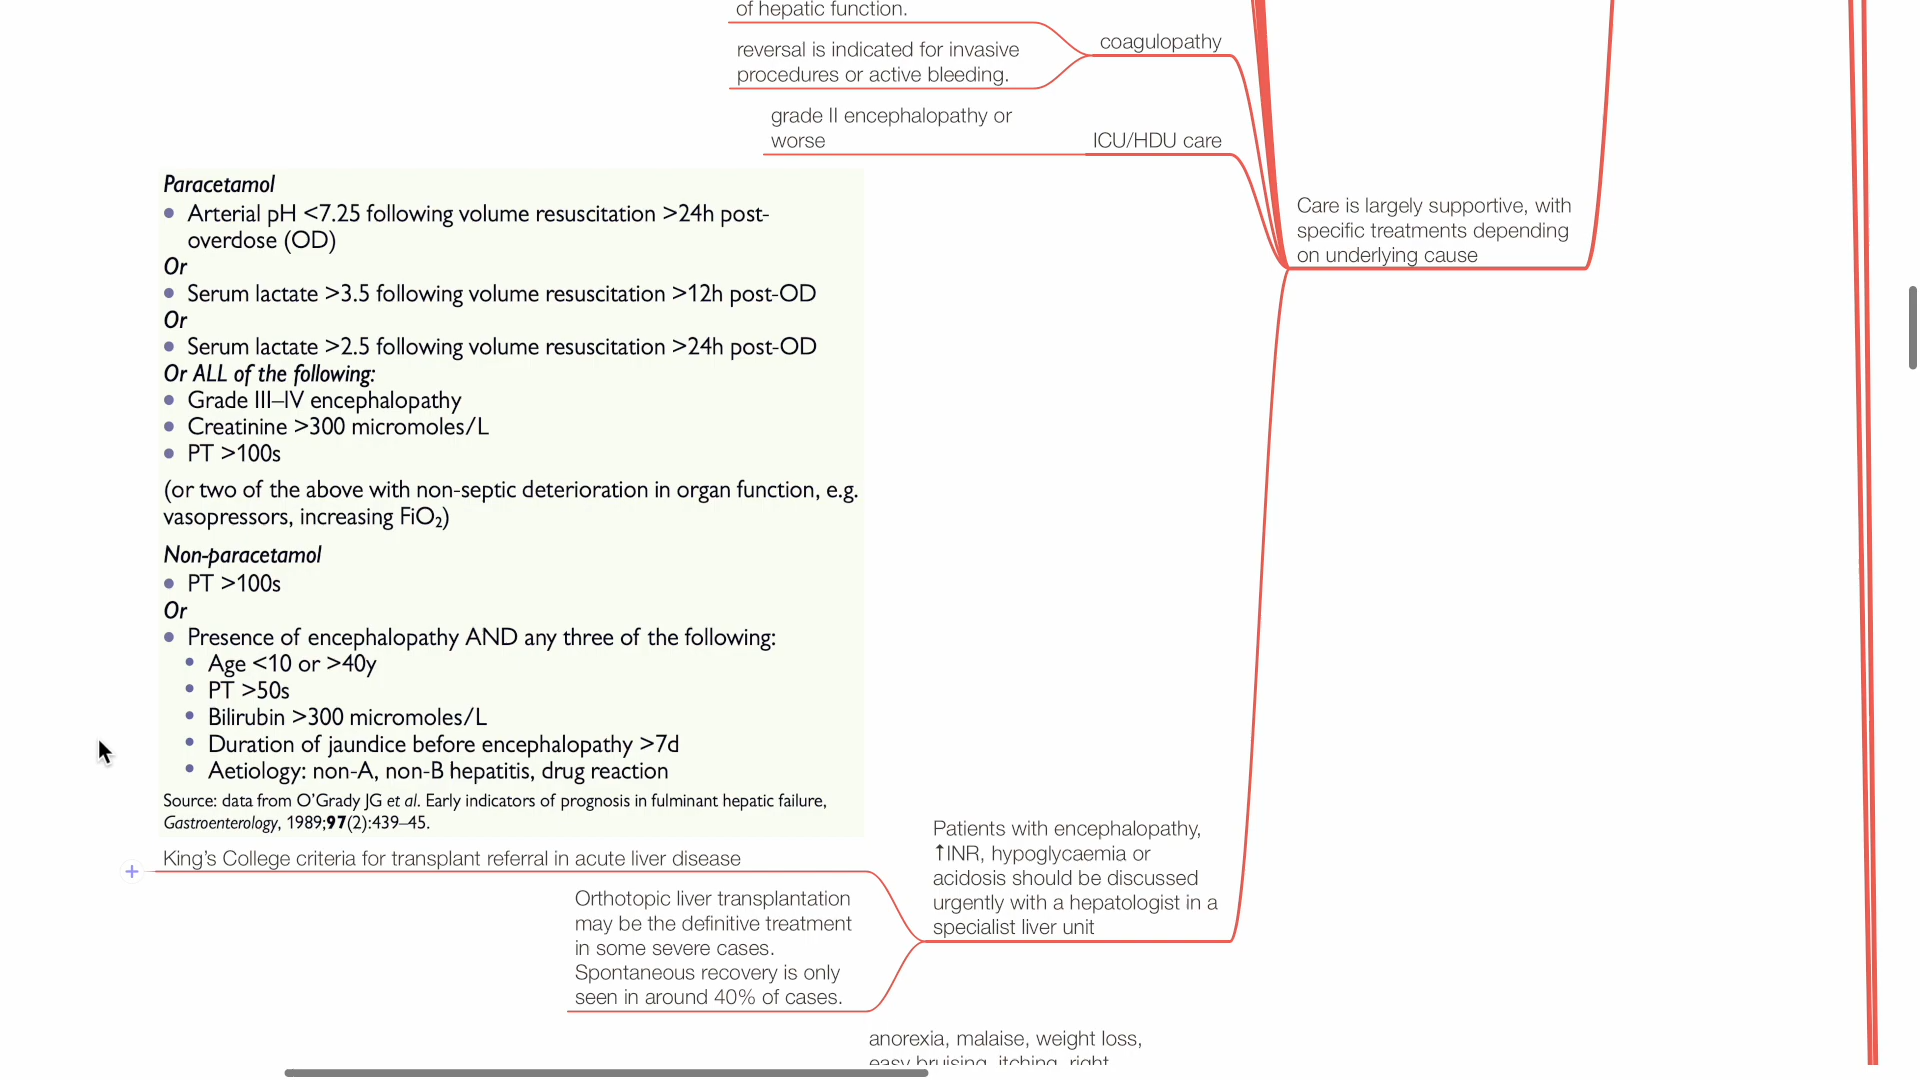 of hepatic function.
reversal is indicated for invasive
procedures or active bleeding.
coagulopathy
grade II encephalopathy or
worse
ICU/HDU care
Care is largely supportive, with
specific treatments depending
on underlying cause
Paracetamol
• Arterial pH <7.25 following volume resuscitation >24h post-
overdose (OD)
Or
• Serum lactate >3.5 following volume resuscitation >12h post-OD
Or
• Serum lactate >2.5 following volume resuscitation >24h post-OD
Or ALL of the following:
• Grade III–IV encephalopathy
• Creatinine >300 micromoles/L
• PT >100s
(or two of the above with non-septic deterioration in organ function, e.g.
vasopressors, increasing FiO₂)
Non-paracetamol
• PT >100s
Or
• Presence of encephalopathy AND any three of the following:
• Age <10 or >40y
• PT >50s
• Bilirubin >300 micromoles/L
• Duration of jaundice before encephalopathy >7d
• Aetiology: non-A, non-B hepatitis, drug reaction
Source: data from O'Grady JG et al. Early indicators of prognosis in fulminant hepatic failure,
Gastroenterology, 1989;97(2):439–45.
King's College criteria for transplant referral in acute liver disease
Patients with encephalopathy,
↑INR, hypoglycaemia or
acidosis should be discussed
urgently with a hepatologist in a
specialist liver unit
Orthotopic liver transplantation
may be the definitive treatment
in some severe cases.
Spontaneous recovery is only
seen in around 40% of cases.
anorexia, malaise, weight loss,
easy bruising, itching, right